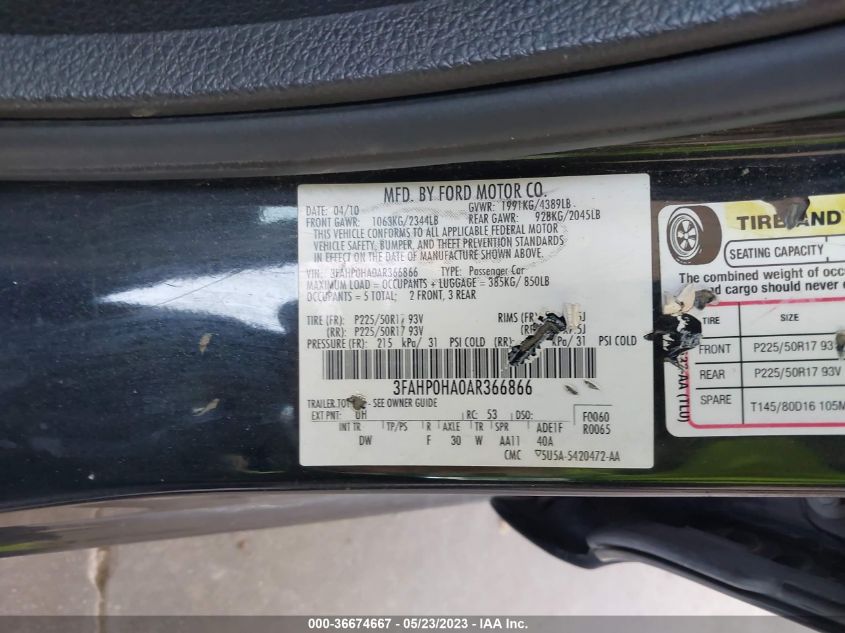 MFD. BY FORD MOTOR CO.
DATE: 04/10 GVWR: 1991KG/4389LB
FRONT GAWR: 1063KG/2344LB REAR GAWR: 928KG/2045LB
THIS VEHICLE CONFORMS TO ALL APPLICABLE FEDERAL MOTOR
VEHICLE SAFETY, BUMPER, AND THEFT PREVENTION STANDARDS
IN EFFECT ON THE DATE OF MANUFACTURE SHOWN ABOVE.
VIN: 3FAHP0HA0AR366866 TYPE: Passenger Car
MAXIMUM LOAD = OCCUPANTS + LUGGAGE = 385KG/ 850LB
OCCUPANTS = 5 TOTAL; 2 FRONT, 3 REAR
TIRE (FR): P225/50R17 93V RIMS (FR):
(RR): P225/50R17 93V
PRESSURE (FR): 215 kPa/ 31 PSI COLD (RR): kPa/ 31 PSI COLD
3FAHP0HA0AR366866
TRAILER - SEE OWNER GUIDE
EXT PNT: UH RC: 53 DSO: F0060
INT TR TP/PS R AXLE TR SPR ADE1F R0065
DW F 30 W AA11 40A
CMC ▽5U5A-5420472-AA
TIRE AND
SEATING CAPACITY
The combined weight of occ
and cargo should never
TIRE
FRONT P225/50R17 93
REAR P225/50R17 93V
SPARE T145/80D16 105M
-AA (TLU)
000-36674667 - 05/23/2023 - IAA Inc.